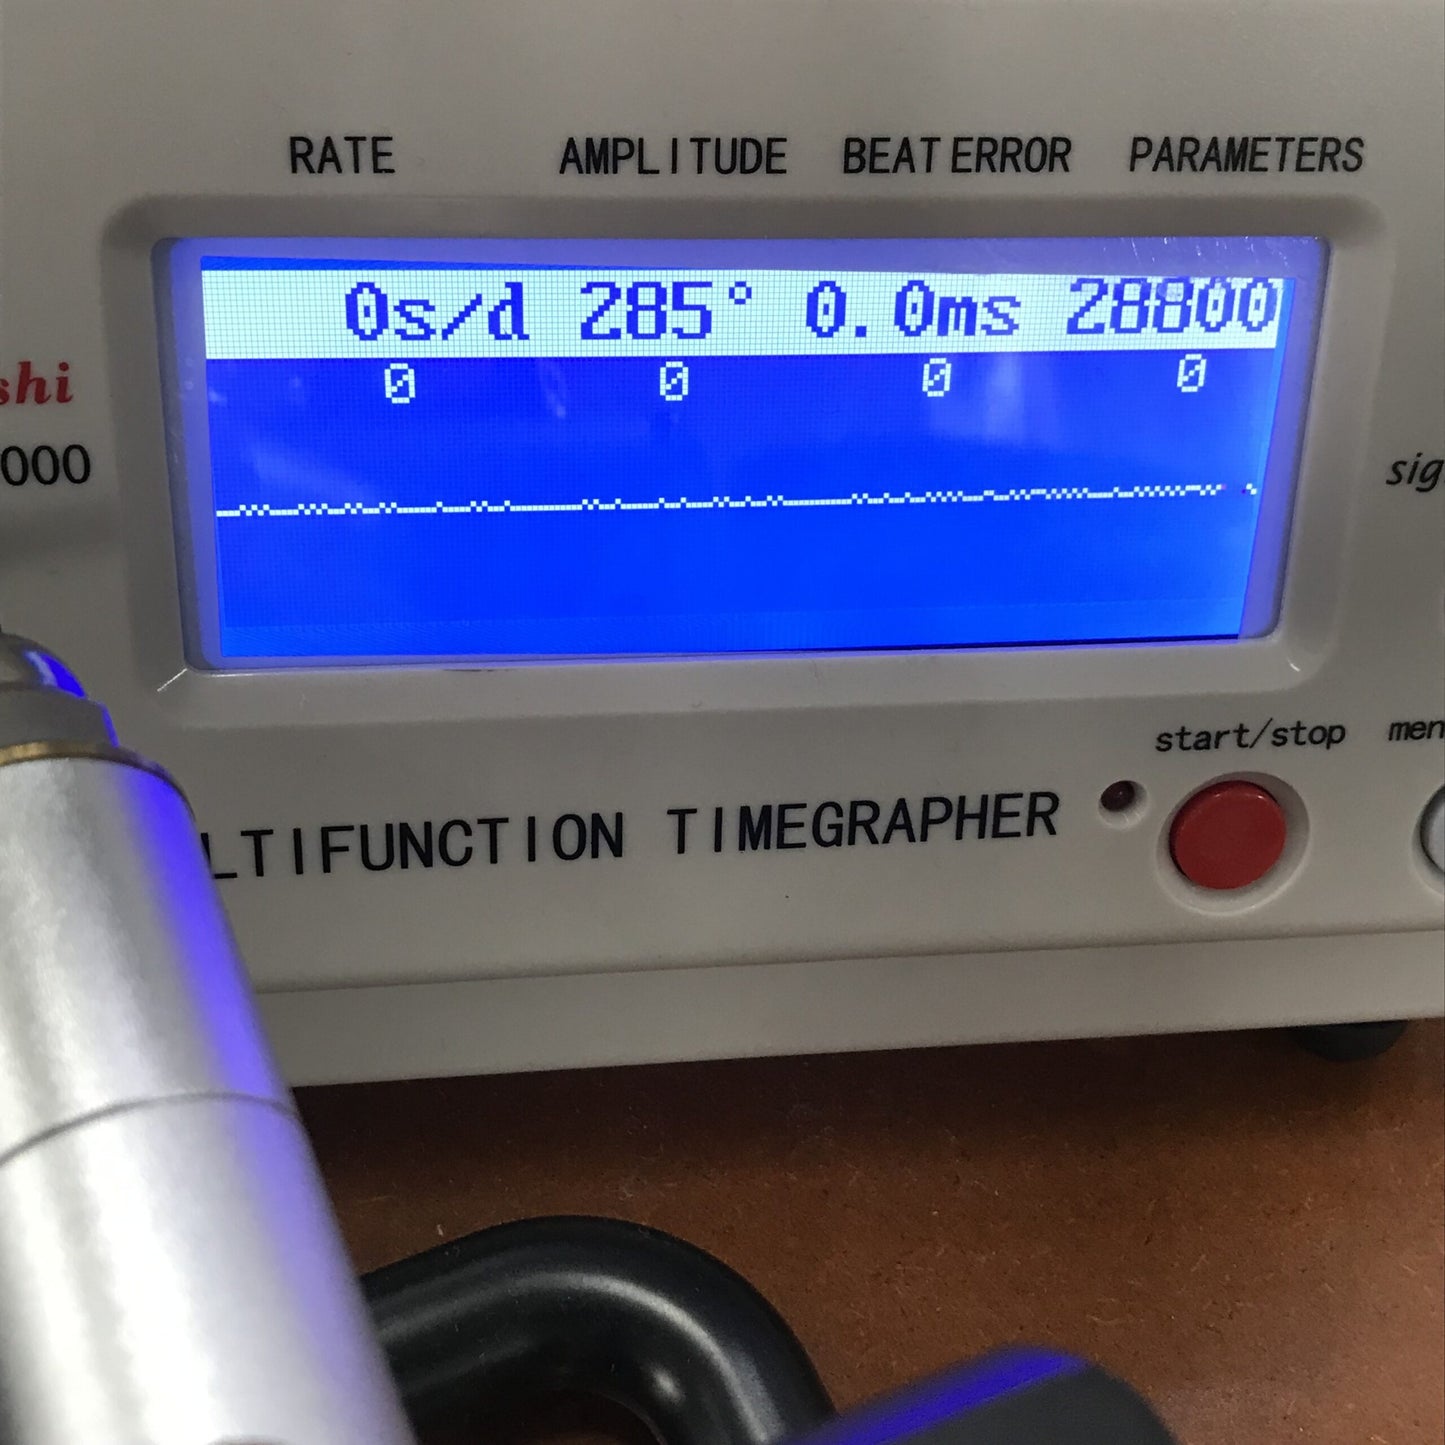 RATE AMPLITUDE BEAT ERROR PARAMETERS
0s/d 285° 0.0ms 28800
0 0 0 0
shi
000
sig
start/stop men
LTIFUNCTION TIMEGRAPHER